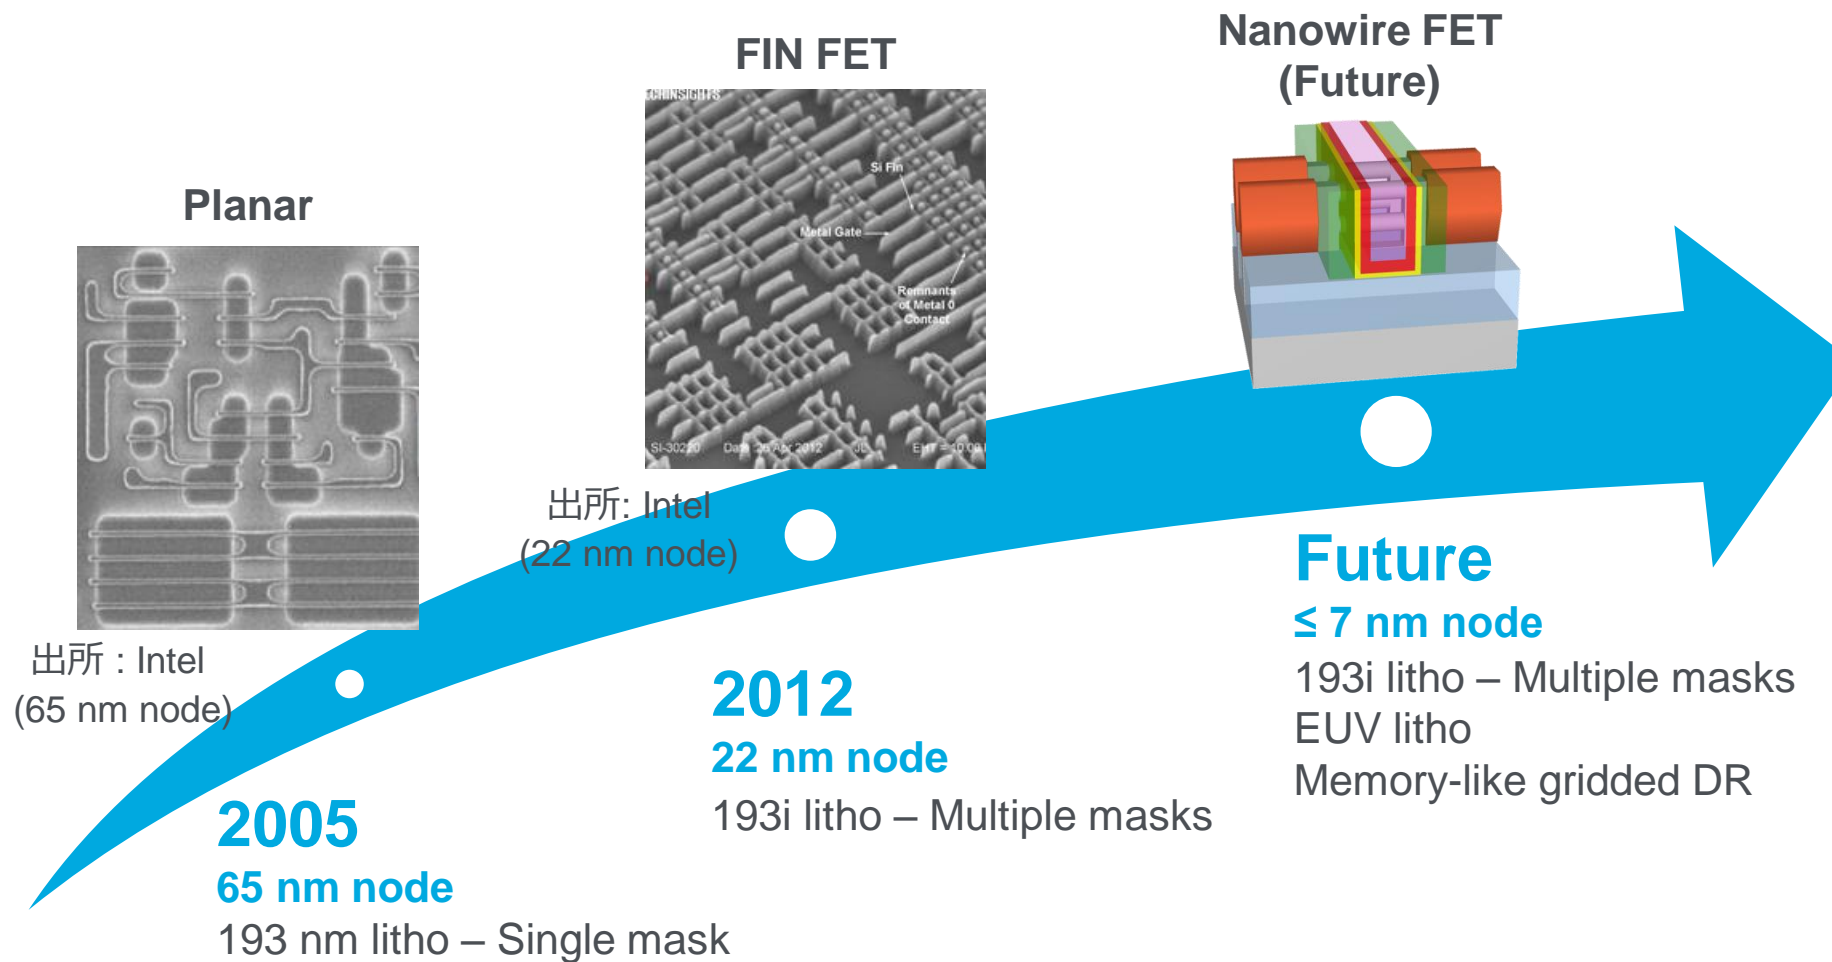 Planar
出所 : Intel
(65 nm node)
2005
65 nm node
193 nm litho – Single mask
FIN FET
Si Fin
Metal Gate
Remnants
of Metal 0
Contact
2012
出所: Intel
(22 nm node)
2012
22 nm node
193i litho – Multiple masks
Nanowire FET
(Future)
Future
≤ 7 nm node
193i litho – Multiple masks
EUV litho
Memory-like gridded DR